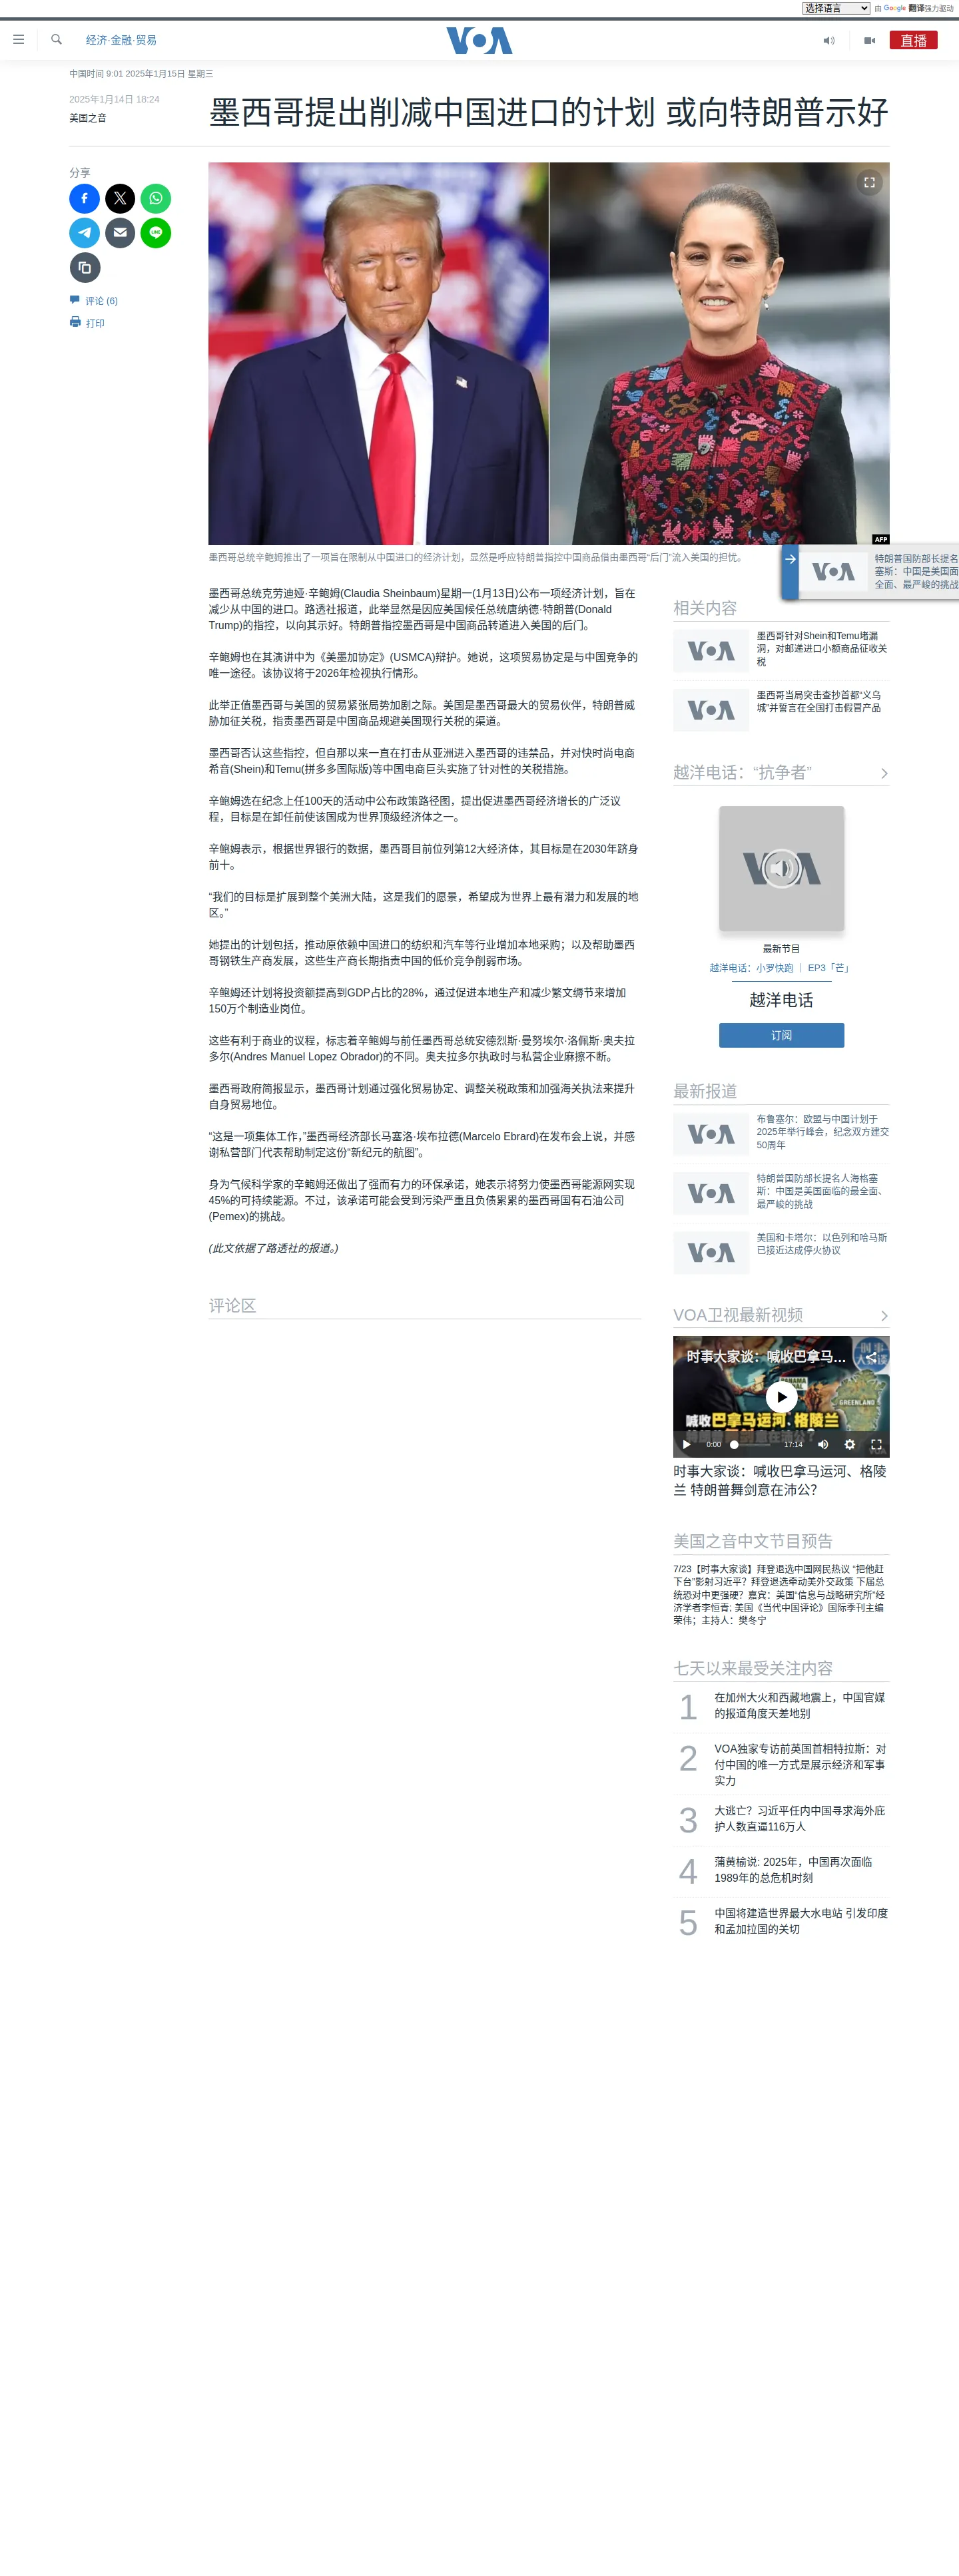 选择语言
由 Google 翻译强力驱动
经济·金融·贸易
VOA
直播
中国时间 9:01 2025年1月15日 星期三
2025年1月14日 18:24
美国之音
墨西哥提出削减中国进口的计划 或向特朗普示好
分享
评论 (6)
打印
AFP
墨西哥总统辛鲍姆推出了一项旨在限制从中国进口的经济计划，显然是呼应特朗普指控中国商品借由墨西哥“后门”流入美国的担忧。
墨西哥总统克劳迪娅·辛鲍姆(Claudia Sheinbaum)星期一(1月13日)公布一项经济计划，旨在
减少从中国的进口。路透社报道，此举显然是因应美国候任总统唐纳德·特朗普(Donald
Trump)的指控，以向其示好。特朗普指控墨西哥是中国商品转道进入美国的后门。
辛鲍姆也在其演讲中为《美墨加协定》(USMCA)辩护。她说，这项贸易协定是与中国竞争的
唯一途径。该协议将于2026年检视执行情形。
此举正值墨西哥与美国的贸易紧张局势加剧之际。美国是墨西哥最大的贸易伙伴，特朗普威
胁加征关税，指责墨西哥是中国商品规避美国现行关税的渠道。
墨西哥否认这些指控，但自那以来一直在打击从亚洲进入墨西哥的违禁品，并对快时尚电商
希音(Shein)和Temu(拼多多国际版)等中国电商巨头实施了针对性的关税措施。
辛鲍姆选在纪念上任100天的活动中公布政策路径图，提出促进墨西哥经济增长的广泛议
程，目标是在卸任前使该国成为世界顶级经济体之一。
辛鲍姆表示，根据世界银行的数据，墨西哥目前位列第12大经济体，其目标是在2030年跻身
前十。
“我们的目标是扩展到整个美洲大陆，这是我们的愿景，希望成为世界上最有潜力和发展的地
区。”
她提出的计划包括，推动原依赖中国进口的纺织和汽车等行业增加本地采购；以及帮助墨西
哥钢铁生产商发展，这些生产商长期指责中国的低价竞争削弱市场。
辛鲍姆还计划将投资额提高到GDP占比的28%，通过促进本地生产和减少繁文缛节来增加
150万个制造业岗位。
这些有利于商业的议程，标志着辛鲍姆与前任墨西哥总统安德烈斯·曼努埃尔·洛佩斯·奥夫拉
多尔(Andres Manuel Lopez Obrador)的不同。奥夫拉多尔执政时与私营企业麻擦不断。
墨西哥政府简报显示，墨西哥计划通过强化贸易协定、调整关税政策和加强海关执法来提升
自身贸易地位。
“这是一项集体工作，”墨西哥经济部长马塞洛·埃布拉德(Marcelo Ebrard)在发布会上说，并感
谢私营部门代表帮助制定这份“新纪元的航图”。
身为气候科学家的辛鲍姆还做出了强而有力的环保承诺，她表示将努力使墨西哥能源网实现
45%的可持续能源。不过，该承诺可能会受到污染严重且负债累累的墨西哥国有石油公司
(Pemex)的挑战。
(此文依据了路透社的报道。)
评论区
VOA
特朗普国防部长提名
塞斯：中国是美国面
全面、最严峻的挑战
相关内容
VOA
墨西哥针对Shein和Temu堵漏
洞，对邮递进口小额商品征收关
税
VOA
墨西哥当局突击查抄首都“义乌
城”并誓言在全国打击假冒产品
越洋电话：“抗争者”
VOA
最新节目
越洋电话：小罗快跑 ｜ EP3「芒」
越洋电话
订阅
最新报道
VOA
布鲁塞尔：欧盟与中国计划于
2025年举行峰会，纪念双方建交
50周年
VOA
特朗普国防部长提名人海格塞
斯：中国是美国面临的最全面、
最严峻的挑战
VOA
美国和卡塔尔：以色列和哈马斯
已接近达成停火协议
VOA卫视最新视频
时事大家谈：喊收巴拿马...
GREENLAND
喊收巴拿马运河、格陵兰
0:00
17:14
时事大家谈：喊收巴拿马运河、格陵
兰 特朗普舞剑意在沛公？
美国之音中文节目预告
7/23【时事大家谈】拜登退选中国网民热议 “把他赶
下台”影射习近平？拜登退选牵动美外交政策 下届总
统恐对中更强硬？嘉宾：美国“信息与战略研究所”经
济学者李恒青; 美国《当代中国评论》国际季刊主编
荣伟；主持人：樊冬宁
七天以来最受关注内容
1
在加州大火和西藏地震上，中国官媒
的报道角度天差地别
2
VOA独家专访前英国首相特拉斯：对
付中国的唯一方式是展示经济和军事
实力
3
大逃亡？习近平任内中国寻求海外庇
护人数直逼116万人
4
蒲黄榆说: 2025年，中国再次面临
1989年的总危机时刻
5
中国将建造世界最大水电站 引发印度
和孟加拉国的关切